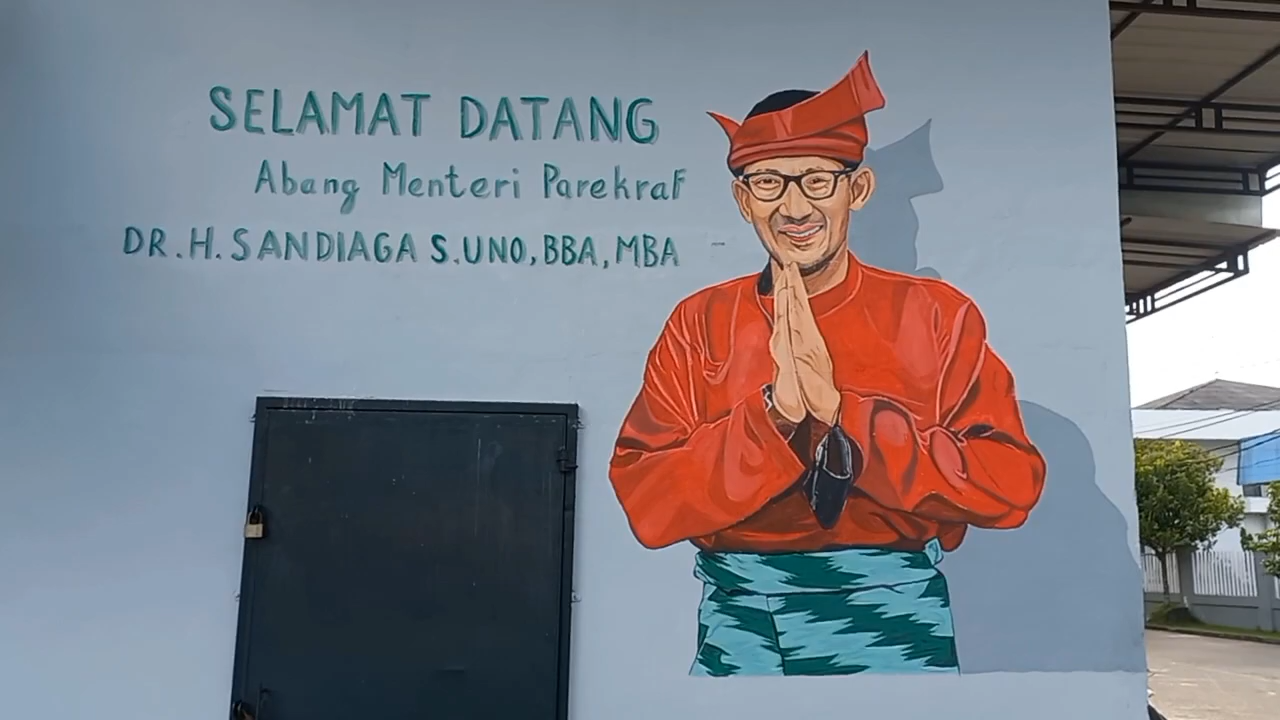 SELAMAT DATANG
Abang Menteri Parekraf
DR.H.SANDIAGA S.UNO,BBA,MBA